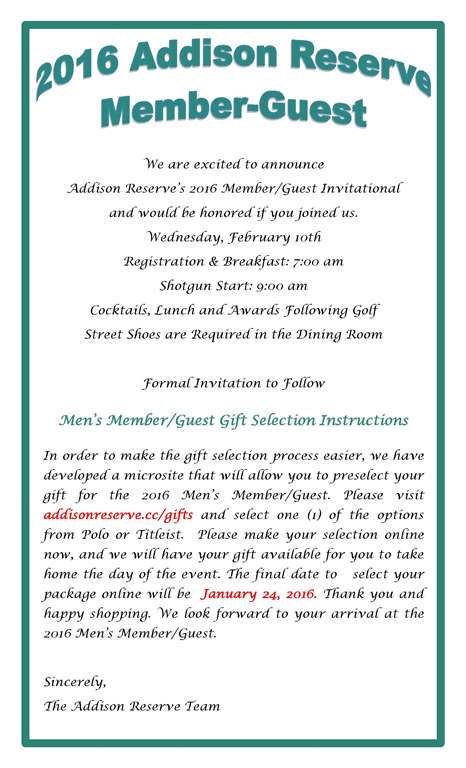 2016 Addison Reserve
Member-Guest
We are excited to announce
Addison Reserve's 2016 Member/Guest Invitational
and would be honored if you joined us.
Wednesday, February 10th
Registration & Breakfast: 7:00 am
Shotgun Start: 9:00 am
Cocktails, Lunch and Awards Following Golf
Street Shoes are Required in the Dining Room
Formal Invitation to Follow
Men's Member/Guest Gift Selection Instructions
In order to make the gift selection process easier, we have
developed a microsite that will allow you to preselect your
gift for the 2016 Men's Member/Guest. Please visit
addisonreserve.cc/gifts and select one (1) of the options
from Polo or Titleist. Please make your selection online
now, and we will have your gift available for you to take
home the day of the event. The final date to select your
package online will be January 24, 2016. Thank you and
happy shopping. We look forward to your arrival at the
2016 Men's Member/Guest.
Sincerely,
The Addison Reserve Team